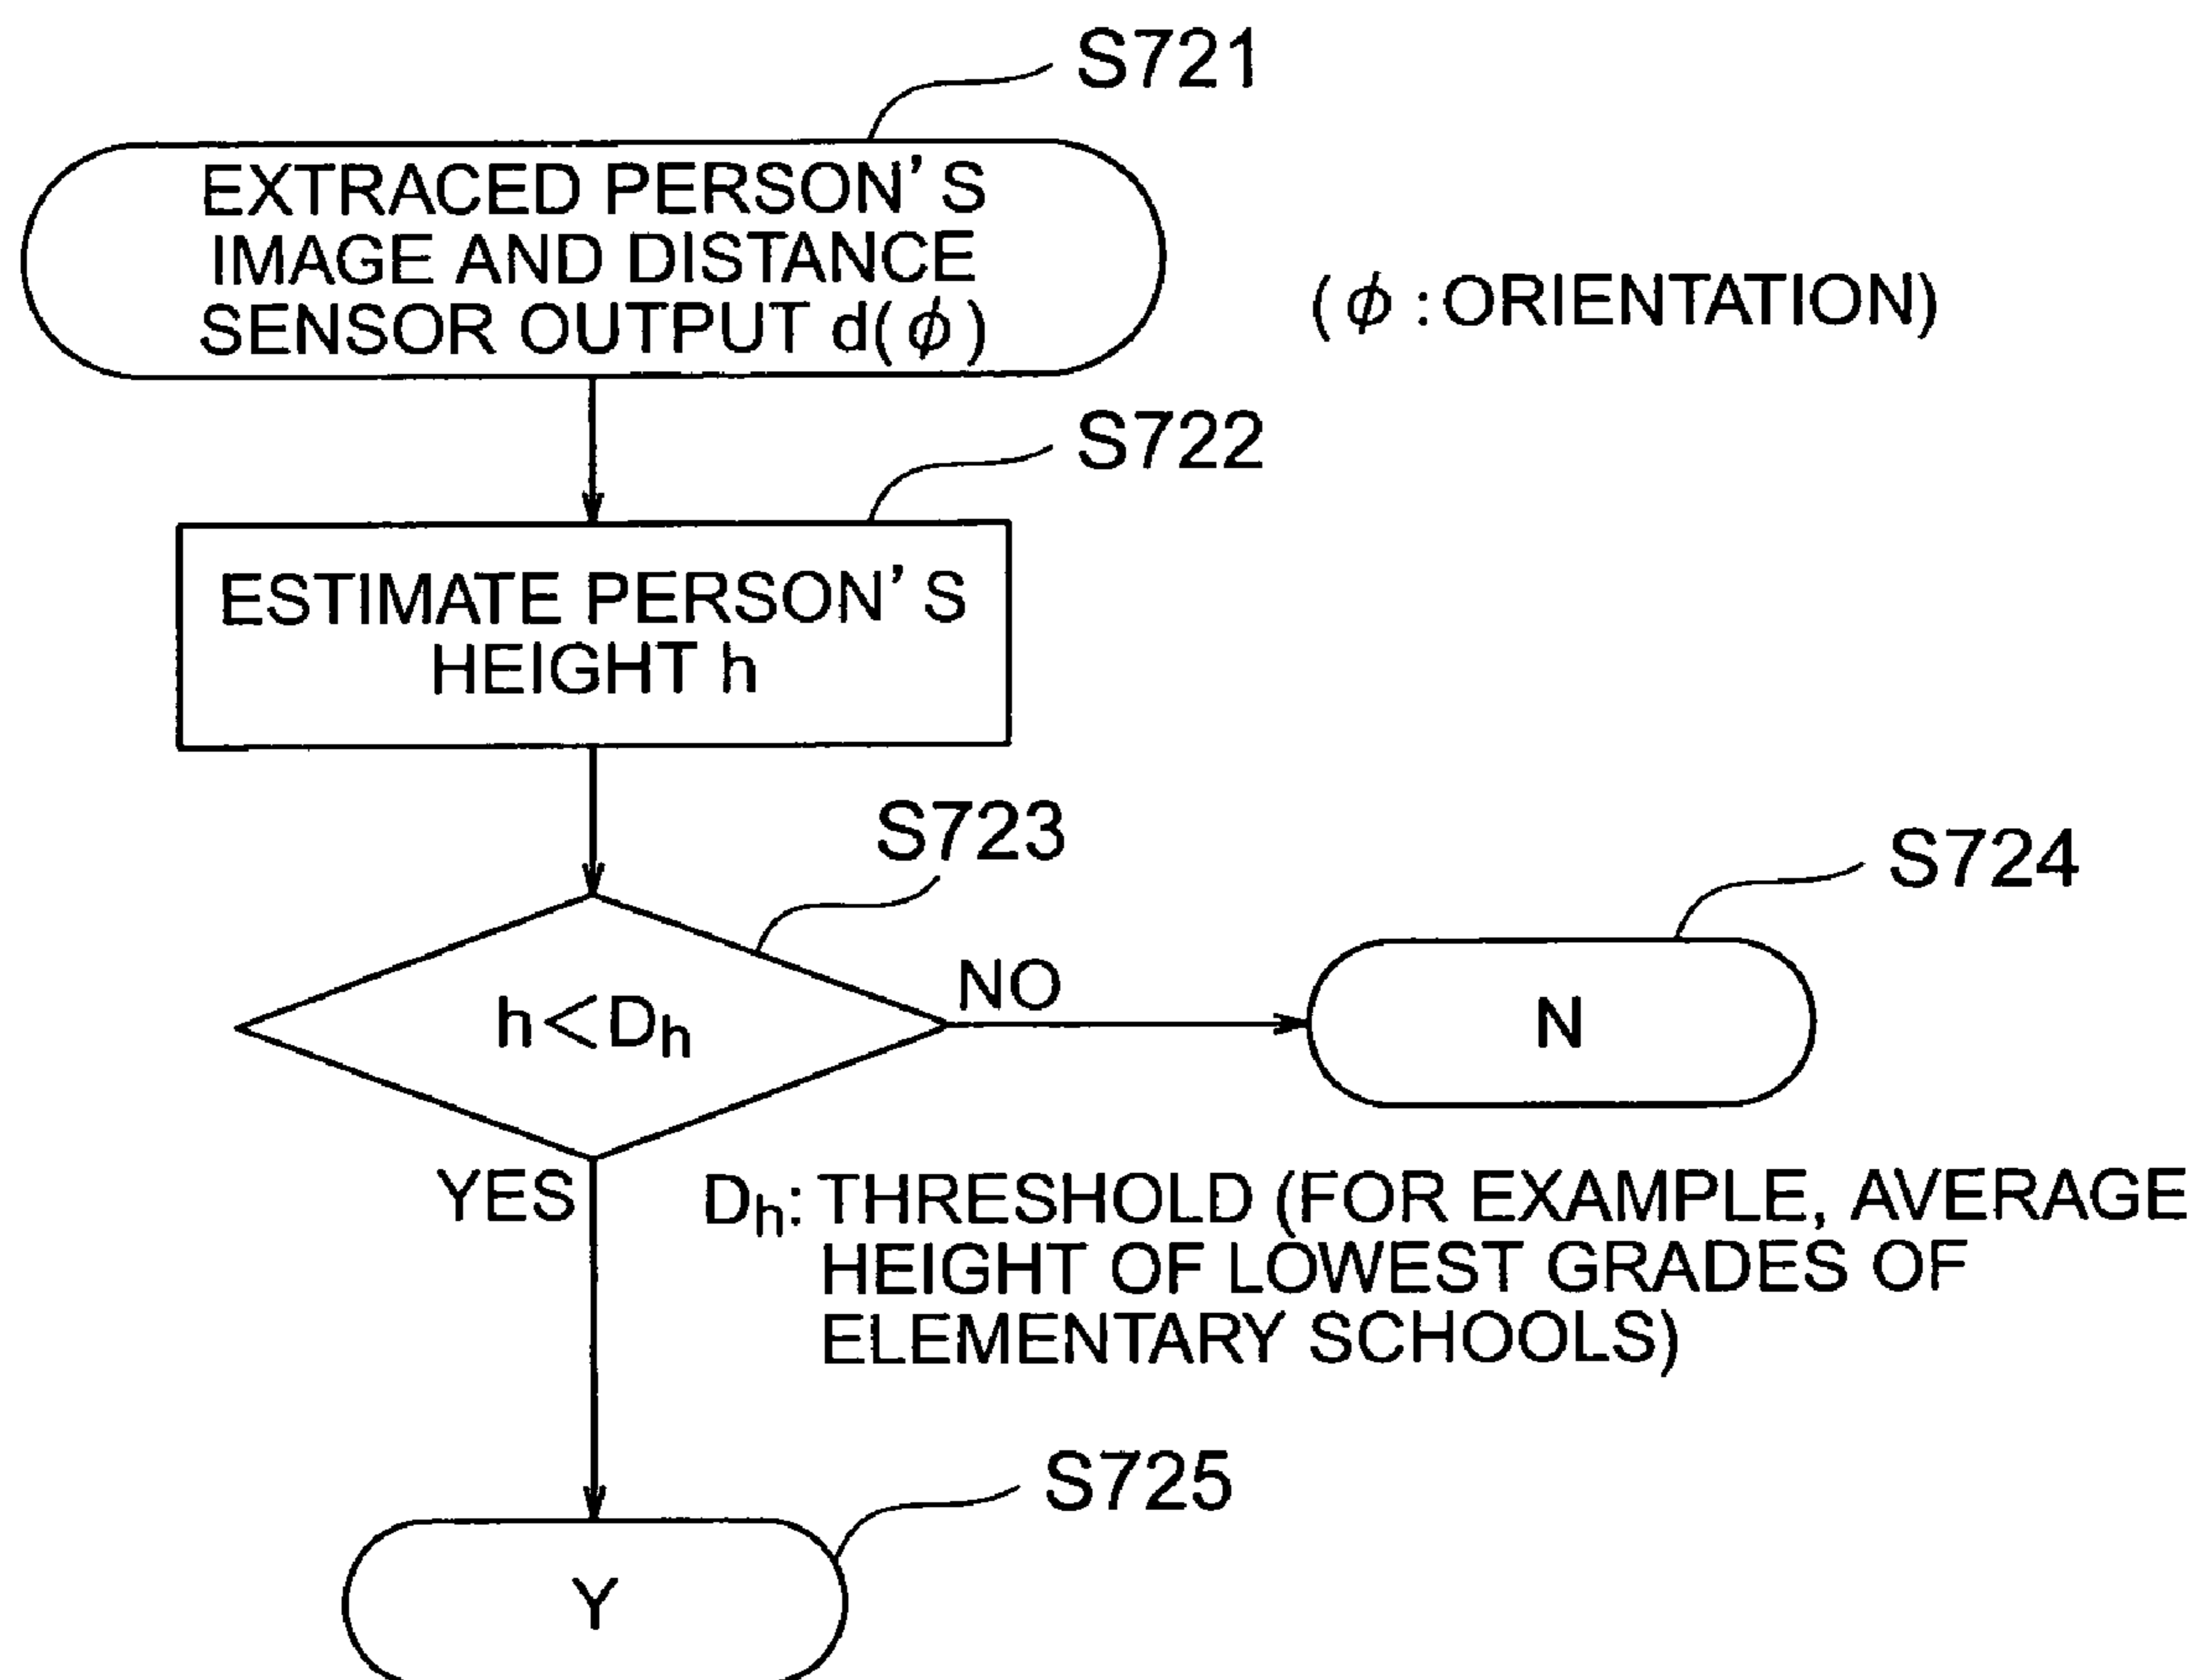 S721
EXTRACED PERSON'S
IMAGE AND DISTANCE
SENSOR OUTPUT d(ϕ)
(ϕ:ORIENTATION)
S722
ESTIMATE PERSON'S
HEIGHT h
S723
h<Dh
NO
S724
N
YES
Dh: THRESHOLD (FOR EXAMPLE, AVERAGE
HEIGHT OF LOWEST GRADES OF
ELEMENTARY SCHOOLS)
S725
Y